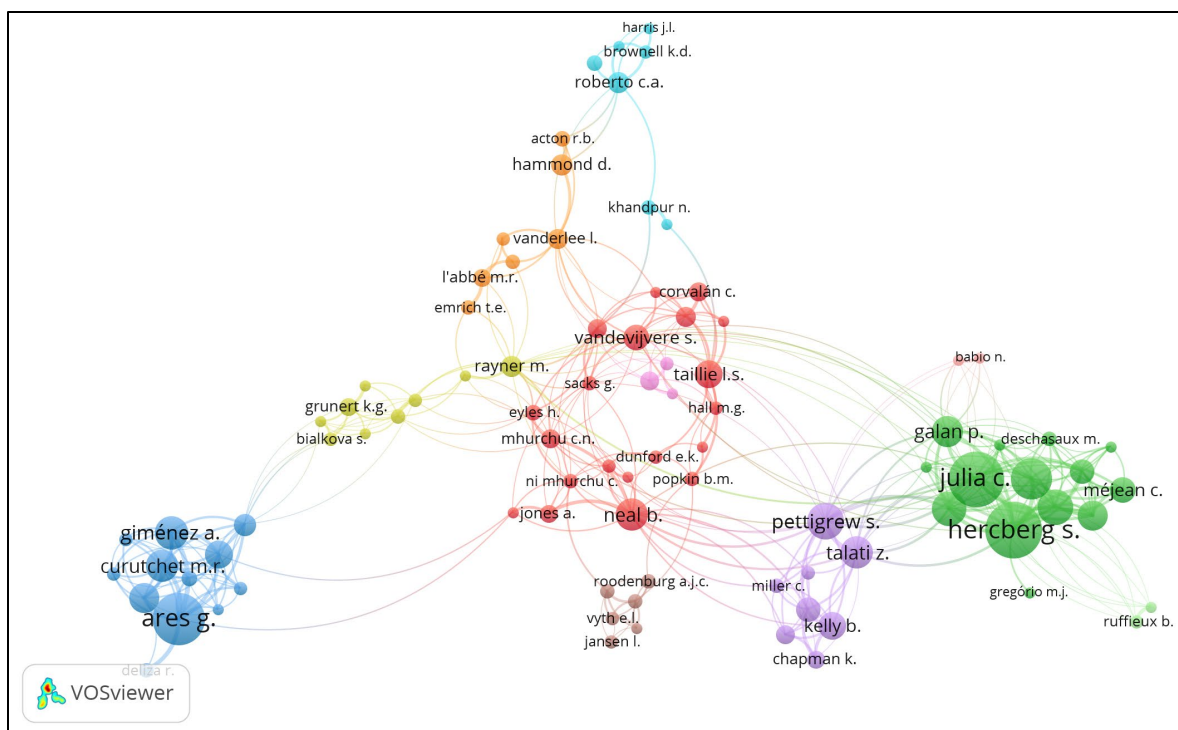 harris j.l.
brownell k.d.
roberto c.a.
acton r.b.
hammond d.
khandpur n.
vanderlee l.
l'abbé m.r.
corvalán c.
emrich t.e.
vandevijvere s.
babio n.
rayner m.
taillie l.s.
sacks g.
grunert k.g.
eyles h.
hall m.g.
galan p.
deschasaux m.
bialkova s.
mhurchu c.n.
dunford e.k.
julia c.
ni mhurchu c.
popkin b.m.
méjean c.
jones a.
neal b.
pettigrew s.
giménez a.
hercberg s.
talati z.
curutchet m.r.
roodenburg a.j.c.
miller c.
gregório m.j.
ares g.
vyth e.l.
kelly b.
ruffieux b.
jansen l.
chapman k.
deliza r.
VOSviewer